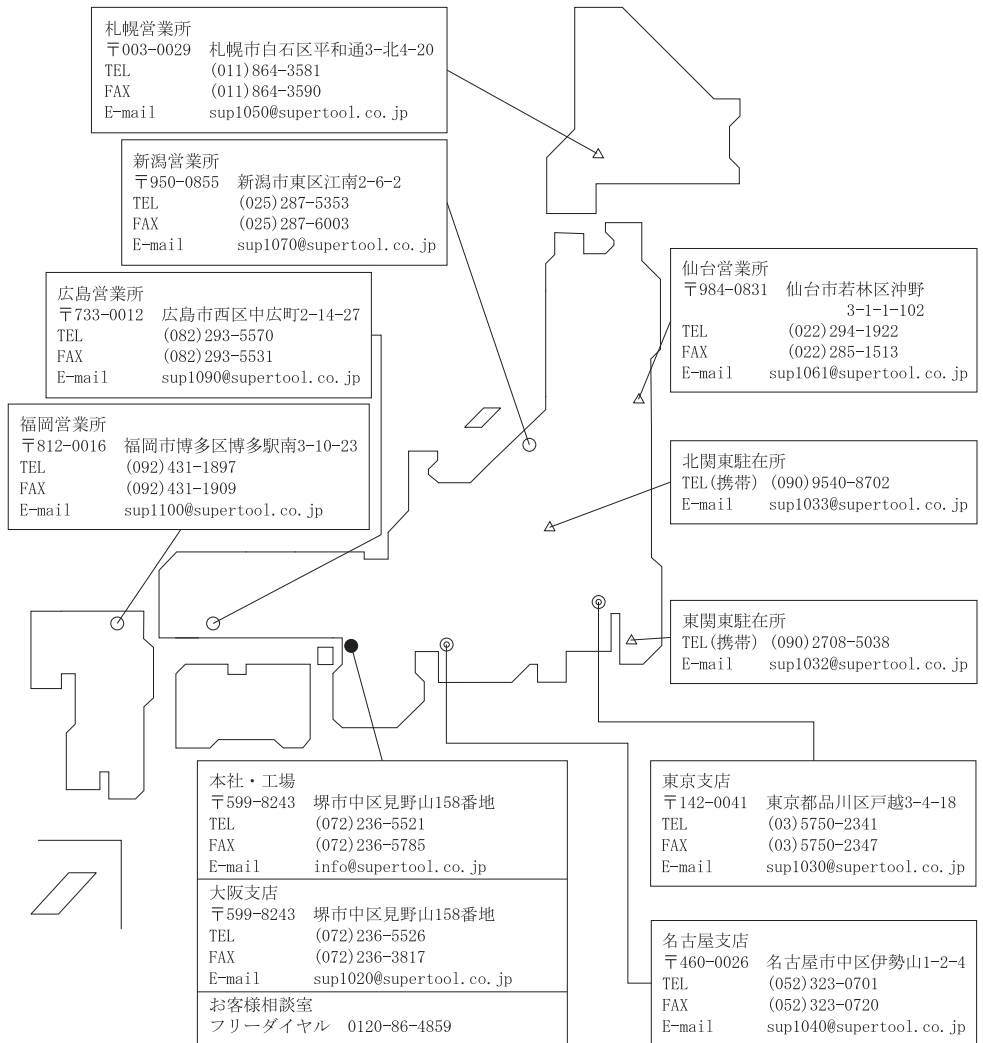 札幌営業所
〒003-0029 札幌市白石区平和通3-北4-20
TEL (011)864-3581
FAX (011)864-3590
E-mail sup1050@supertool.co.jp
新潟営業所
〒950-0855 新潟市東区江南2-6-2
TEL (025)287-5353
FAX (025)287-6003
E-mail sup1070@supertool.co.jp
広島営業所
〒733-0012 広島市西区中広町2-14-27
TEL (082)293-5570
FAX (082)293-5531
E-mail sup1090@supertool.co.jp
福岡営業所
〒812-0016 福岡市博多区博多駅南3-10-23
TEL (092)431-1897
FAX (092)431-1909
E-mail sup1100@supertool.co.jp
仙台営業所
〒984-0831 仙台市若林区沖野
3-1-1-102
TEL (022)294-1922
FAX (022)285-1513
E-mail sup1061@supertool.co.jp
北関東駐在所
TEL(携帯) (090)9540-8702
E-mail sup1033@supertool.co.jp
東関東駐在所
TEL(携帯) (090)2708-5038
E-mail sup1032@supertool.co.jp
本社・工場
〒599-8243 堺市中区見野山158番地
TEL (072)236-5521
FAX (072)236-5785
E-mail info@supertool.co.jp
大阪支店
〒599-8243 堺市中区見野山158番地
TEL (072)236-5526
FAX (072)236-3817
E-mail sup1020@supertool.co.jp
お客様相談室
フリーダイヤル 0120-86-4859
東京支店
〒142-0041 東京都品川区戸越3-4-18
TEL (03)5750-2341
FAX (03)5750-2347
E-mail sup1030@supertool.co.jp
名古屋支店
〒460-0026 名古屋市中区伊勢山1-2-4
TEL (052)323-0701
FAX (052)323-0720
E-mail sup1040@supertool.co.jp